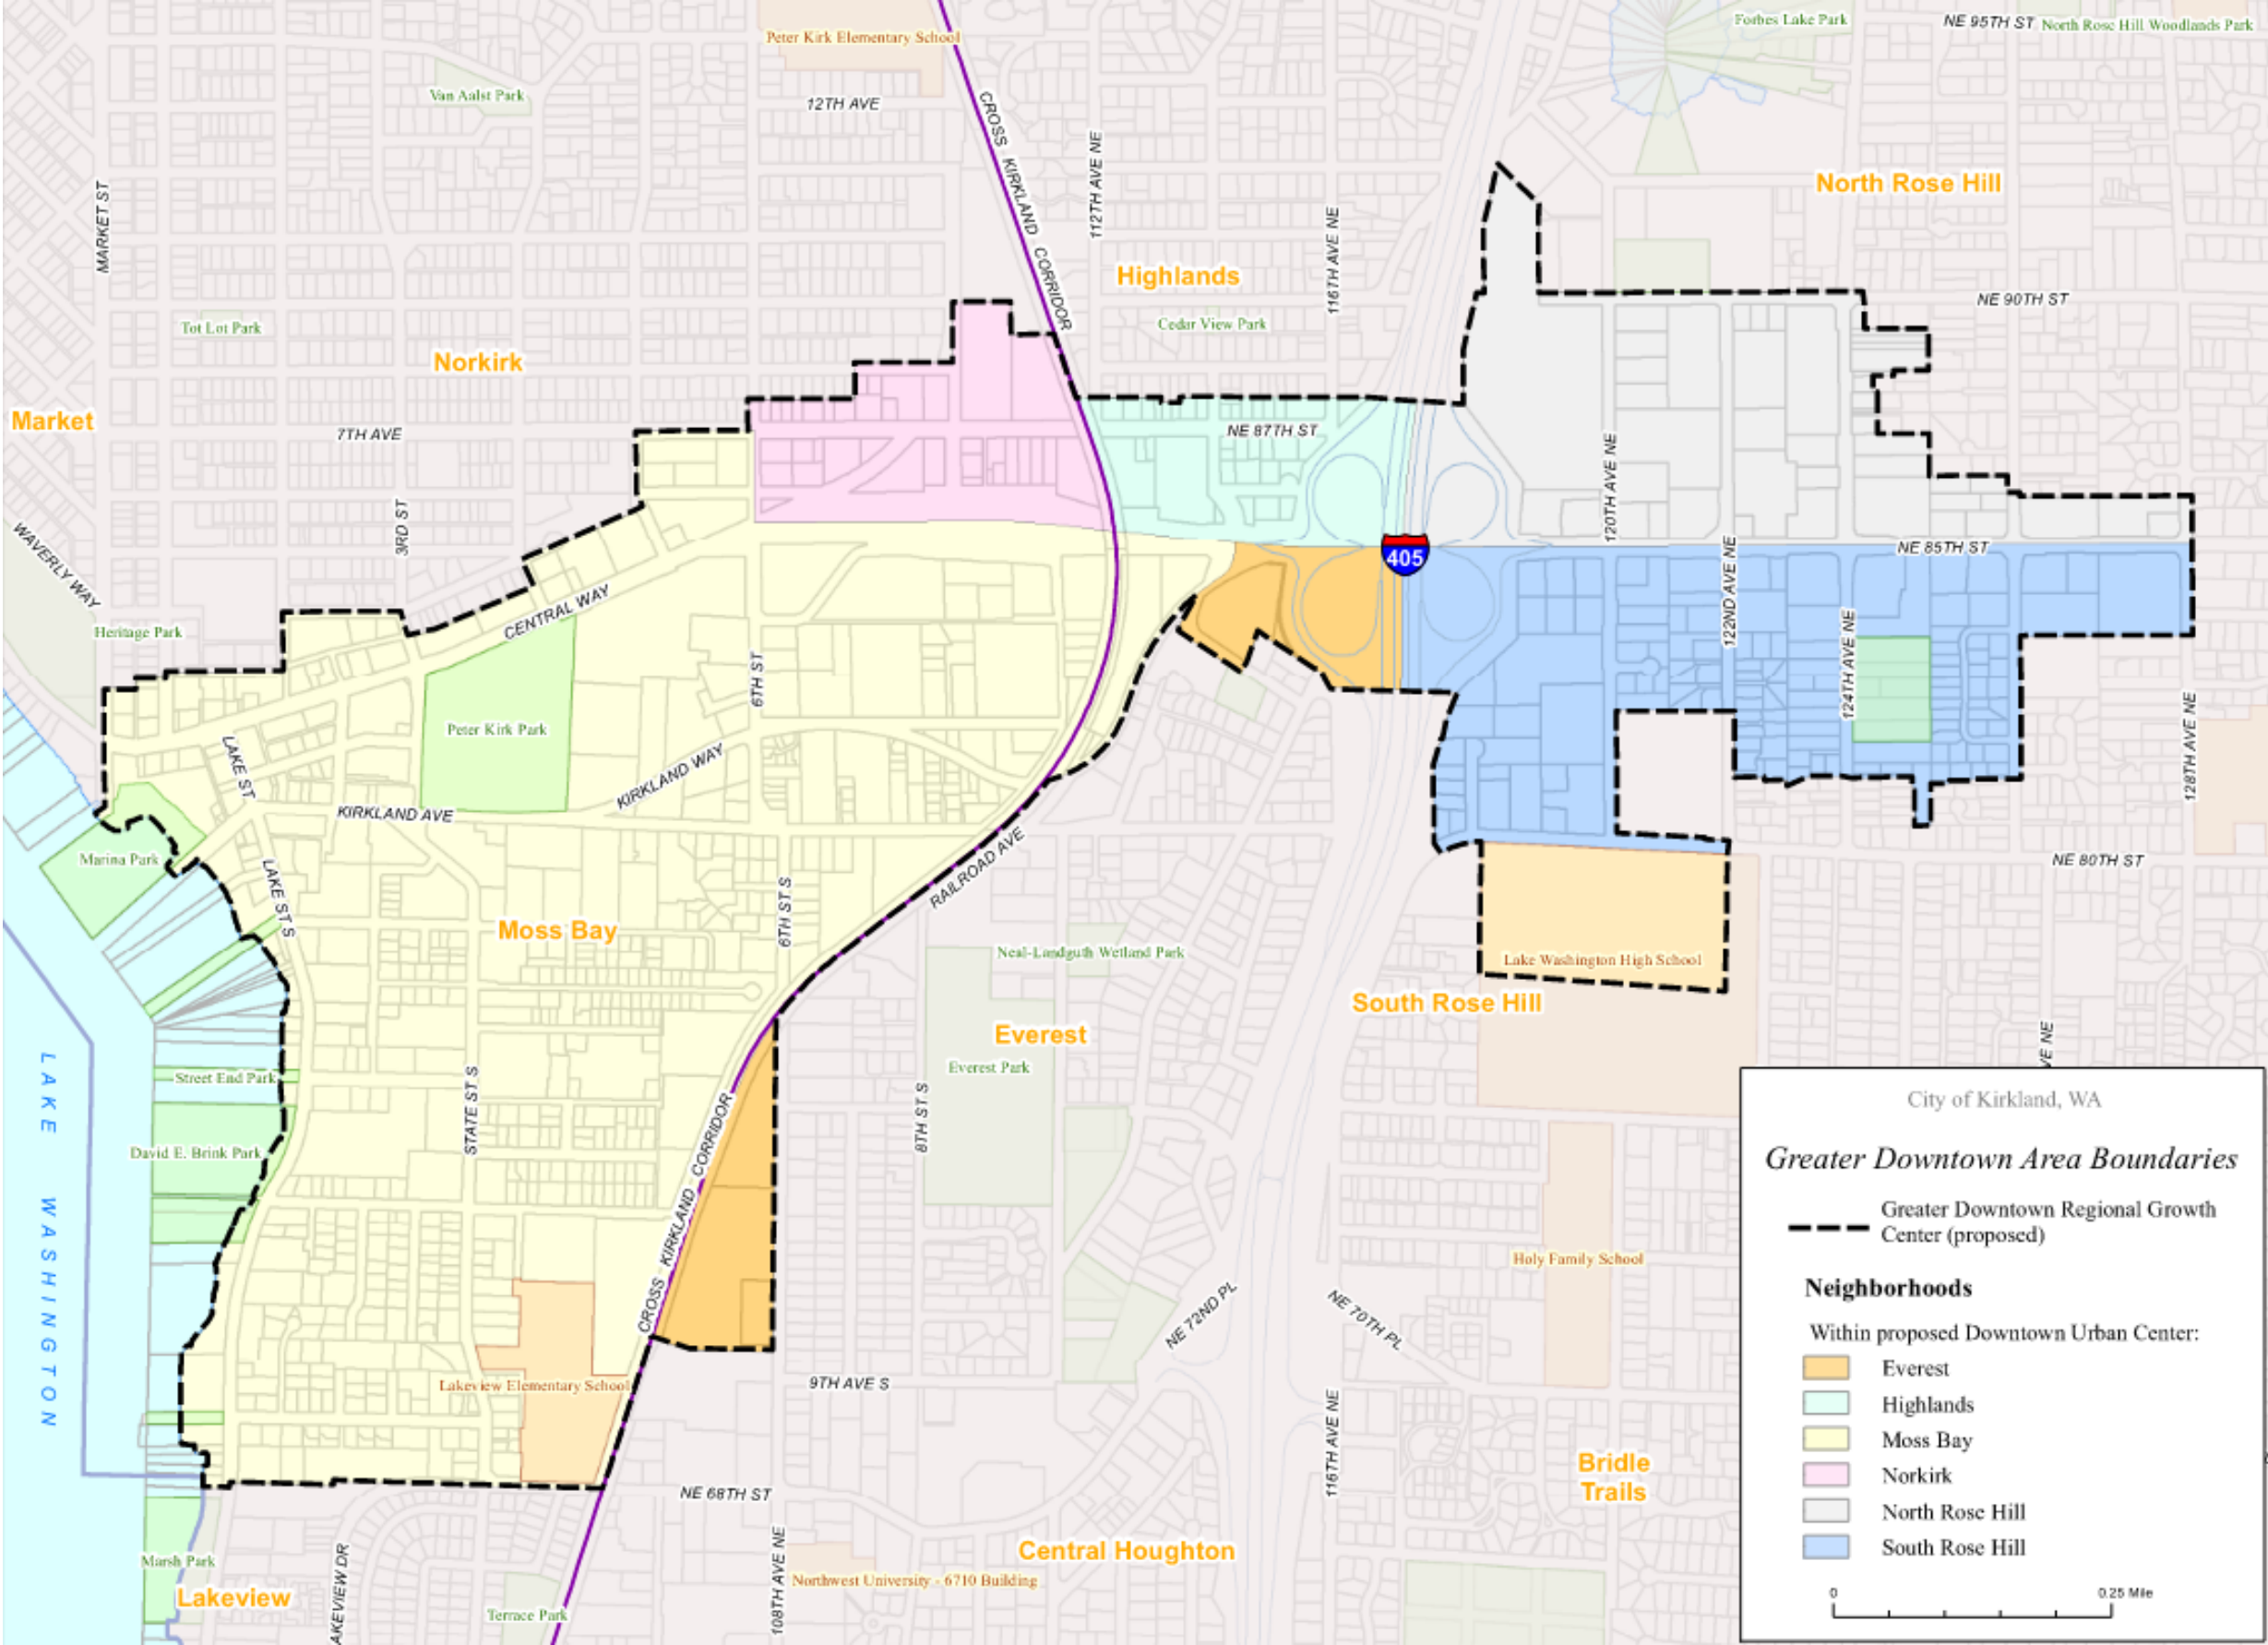 Peter Kirk Elementary School
Forbes Lake Park
NE 95TH ST
North Rose Hill Woodlands Park
Van Aalst Park
12TH AVE
CROSS KIRKLAND CORRIDOR
112TH AVE NE
116TH AVE NE
MARKET ST
North Rose Hill
Highlands
NE 90TH ST
Tot Lot Park
Cedar View Park
Norkirk
Market
7TH AVE
NE 87TH ST
120TH AVE NE
3RD ST
WAVERLY WAY
405
NE 85TH ST
122ND AVE NE
CENTRAL WAY
Heritage Park
6TH ST
124TH AVE NE
128TH AVE NE
Peter Kirk Park
LAKE ST
KIRKLAND WAY
KIRKLAND AVE
Marina Park
RAILROAD AVE
NE 80TH ST
LAKE ST S
Moss Bay
6TH ST S
Neal-Landguth Wetland Park
Lake Washington High School
South Rose Hill
Everest
Everest Park
VE NE
LAKE WASHINGTON
Street End Park
STATE ST S
8TH ST S
David E. Brink Park
CROSS KIRKLAND CORRIDOR
Holy Family School
NE 72ND PL
NE 70TH PL
Lakeview Elementary School
9TH AVE S
116TH AVE NE
Bridle
Trails
NE 68TH ST
Central Houghton
Marsh Park
Lakeview
AKEVIEW DR
108TH AVE NE
Northwest University - 6710 Building
Terrace Park
City of Kirkland, WA
Greater Downtown Area Boundaries
Greater Downtown Regional Growth
Center (proposed)
Neighborhoods
Within proposed Downtown Urban Center:
Everest
Highlands
Moss Bay
Norkirk
North Rose Hill
South Rose Hill
0 0.25 Mile